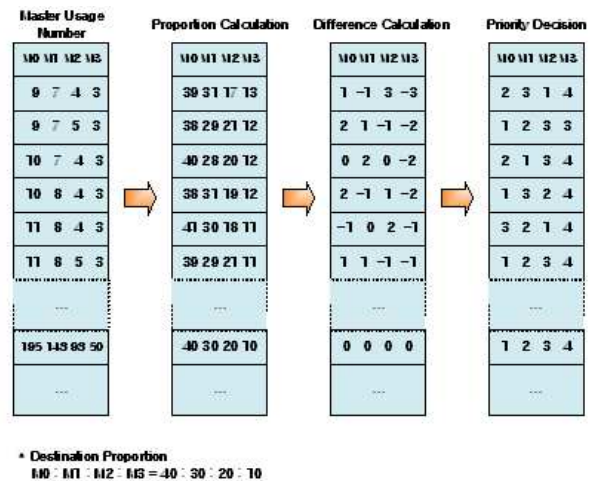 Master Usage Number
Proportion Calculation
Difference Calculation
Priority Decision
M0 M1 M2 M3
M0 M1 M2 M3
M0 M1 M2 M3
M0 M1 M2 M3
9 7 4 3
39 31 17 13
1 -1 3 -3
2 3 1 4
9 7 5 3
38 29 21 12
2 1 -1 -2
1 2 3 3
10 7 4 3
40 28 20 12
0 2 0 -2
2 1 3 4
10 8 4 3
38 31 19 12
2 -1 1 -2
1 3 2 4
11 8 4 3
41 30 18 11
-1 0 2 -1
3 2 1 4
11 8 5 3
39 29 21 11
1 1 -1 -1
1 2 3 4
...
...
...
...
195 143 93 50
40 30 20 10
0 0 0 0
1 2 3 4
...
...
...
...
* Destination Proportion
M0 : M1 : M2 : M3 = 40 : 30 : 20 : 10